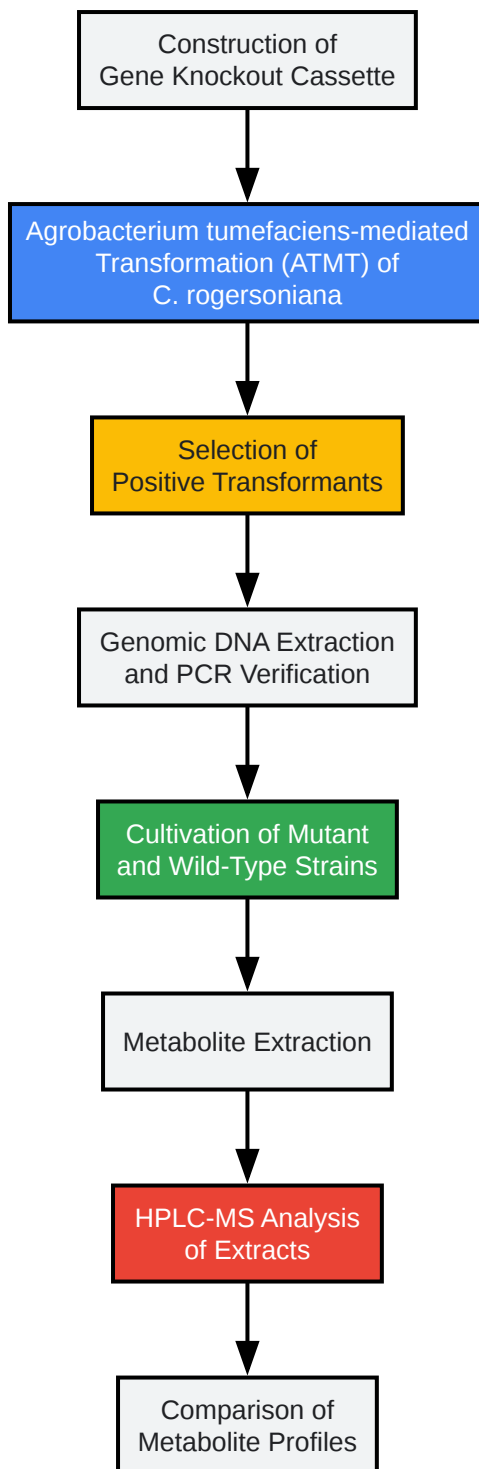 Construction of
Gene Knockout Cassette
Agrobacterium tumefaciens-mediated
Transformation (ATMT) of
C. rogersoniana
Selection of
Positive Transformants
Genomic DNA Extraction
and PCR Verification
Cultivation of Mutant
and Wild-Type Strains
Metabolite Extraction
HPLC-MS Analysis
of Extracts
Comparison of
Metabolite Profiles